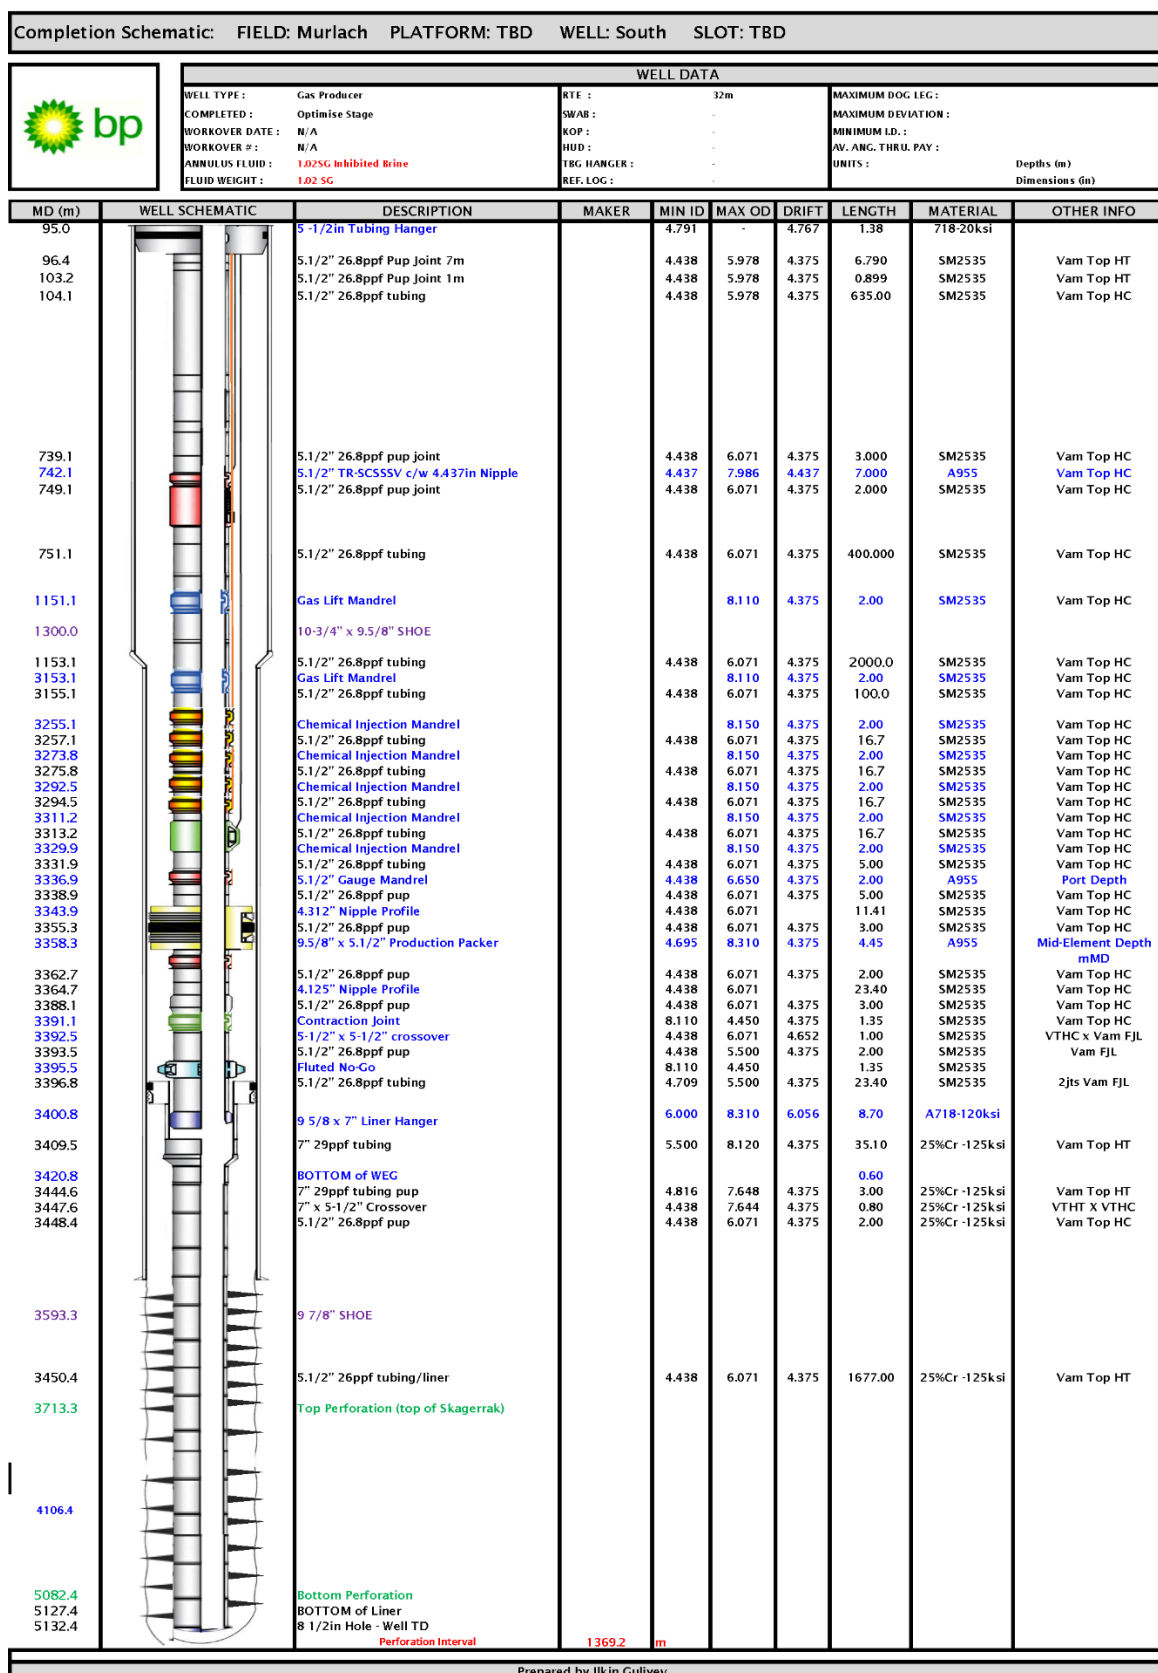 Completion Schematic: FIELD: Murlach PLATFORM: TBD WELL: South SLOT: TBD
bp
WELL DATA
WELL TYPE : Gas Producer RTE : 32m MAXIMUM DOG LEG :
COMPLETED : Optimise Stage SWAB : - MAXIMUM DEVIATION :
WORKOVER DATE : N/A KOP : - MINIMUM I.D. :
WORKOVER # : N/A HUD : - AV. ANG. THRU. PAY :
ANNULUS FLUID : 1.02SG Inhibited Brine TBG HANGER : - UNITS : Depths (m)
FLUID WEIGHT : 1.02 SG REF. LOG : - Dimensions (in)
MD (m) WELL SCHEMATIC DESCRIPTION MAKER MIN ID MAX OD DRIFT LENGTH MATERIAL OTHER INFO
95.0 5 -1/2in Tubing Hanger 4.791 - 4.767 1.38 718-20ksi
96.4 5.1/2" 26.8ppf Pup Joint 7m 4.438 5.978 4.375 6.790 SM2535 Vam Top HT
103.2 5.1/2" 26.8ppf Pup Joint 1m 4.438 5.978 4.375 0.899 SM2535 Vam Top HT
104.1 5.1/2" 26.8ppf tubing 4.438 5.978 4.375 635.00 SM2535 Vam Top HC
739.1 5.1/2" 26.8ppf pup joint 4.438 6.071 4.375 3.000 SM2535 Vam Top HC
742.1 5.1/2" TR-SCSSSV c/w 4.437in Nipple 4.437 7.986 4.437 7.000 A955 Vam Top HC
749.1 5.1/2" 26.8ppf pup joint 4.438 6.071 4.375 2.000 SM2535 Vam Top HC
751.1 5.1/2" 26.8ppf tubing 4.438 6.071 4.375 400.000 SM2535 Vam Top HC
1151.1 Gas Lift Mandrel 8.110 4.375 2.00 SM2535 Vam Top HC
1300.0 10-3/4" x 9.5/8" SHOE
1153.1 5.1/2" 26.8ppf tubing 4.438 6.071 4.375 2000.0 SM2535 Vam Top HC
3153.1 Gas Lift Mandrel 8.110 4.375 2.00 SM2535 Vam Top HC
3155.1 5.1/2" 26.8ppf tubing 4.438 6.071 4.375 100.0 SM2535 Vam Top HC
3255.1 Chemical Injection Mandrel 8.150 4.375 2.00 SM2535 Vam Top HC
3257.1 5.1/2" 26.8ppf tubing 4.438 6.071 4.375 16.7 SM2535 Vam Top HC
3273.8 Chemical Injection Mandrel 8.150 4.375 2.00 SM2535 Vam Top HC
3275.8 5.1/2" 26.8ppf tubing 4.438 6.071 4.375 16.7 SM2535 Vam Top HC
3292.5 Chemical Injection Mandrel 8.150 4.375 2.00 SM2535 Vam Top HC
3294.5 5.1/2" 26.8ppf tubing 4.438 6.071 4.375 16.7 SM2535 Vam Top HC
3311.2 Chemical Injection Mandrel 8.150 4.375 2.00 SM2535 Vam Top HC
3313.2 5.1/2" 26.8ppf tubing 4.438 6.071 4.375 16.7 SM2535 Vam Top HC
3329.9 Chemical Injection Mandrel 8.150 4.375 2.00 SM2535 Vam Top HC
3331.9 5.1/2" 26.8ppf tubing 4.438 6.071 4.375 5.00 SM2535 Vam Top HC
3336.9 5.1/2" Gauge Mandrel 4.438 6.650 4.375 2.00 A955 Port Depth
3338.9 5.1/2" 26.8ppf pup 4.438 6.071 4.375 5.00 SM2535 Vam Top HC
3343.9 4.312" Nipple Profile 4.438 6.071 11.41 SM2535 Vam Top HC
3355.3 5.1/2" 26.8ppf pup 4.438 6.071 4.375 3.00 SM2535 Vam Top HC
3358.3 9.5/8" x 5.1/2" Production Packer 4.695 8.310 4.375 4.45 A955 Mid-Element Depth
mMD
3362.7 5.1/2" 26.8ppf pup 4.438 6.071 4.375 2.00 SM2535 Vam Top HC
3364.7 4.125" Nipple Profile 4.438 6.071 23.40 SM2535 Vam Top HC
3388.1 5.1/2" 26.8ppf pup 4.438 6.071 4.375 3.00 SM2535 Vam Top HC
3391.1 Contraction Joint 8.110 4.450 4.375 1.35 SM2535 Vam Top HC
3392.5 5-1/2" x 5-1/2" crossover 4.438 6.071 4.652 1.00 SM2535 VTHC x Vam FJL
3393.5 5.1/2" 26.8ppf pup 4.438 5.500 4.375 2.00 SM2535 Vam FJL
3395.5 Fluted No-Go 8.110 4.450 1.35 SM2535
3396.8 5.1/2" 26.8ppf tubing 4.709 5.500 4.375 23.40 SM2535 2jts Vam FJL
3400.8 9 5/8 x 7" Liner Hanger 6.000 8.310 6.056 8.70 A718-120ksi
3409.5 7" 29ppf tubing 5.500 8.120 4.375 35.10 25%Cr -125ksi Vam Top HT
3420.8 BOTTOM of WEG 0.60
3444.6 7" 29ppf tubing pup 4.816 7.648 4.375 3.00 25%Cr -125ksi Vam Top HT
3447.6 7" x 5-1/2" Crossover 4.438 7.644 4.375 0.80 25%Cr -125ksi VTHT X VTHC
3448.4 5.1/2" 26.8ppf pup 4.438 6.071 4.375 2.00 25%Cr -125ksi Vam Top HC
3593.3 9 7/8" SHOE
3450.4 5.1/2" 26ppf tubing/liner 4.438 6.071 4.375 1677.00 25%Cr -125ksi Vam Top HT
3713.3 Top Perforation (top of Skagerrak)
4106.4
5082.4 Bottom Perforation
5127.4 BOTTOM of Liner
5132.4 8 1/2in Hole - Well TD
Perforation Interval 1369.2 m
Prepared by Ilkin Guliyev